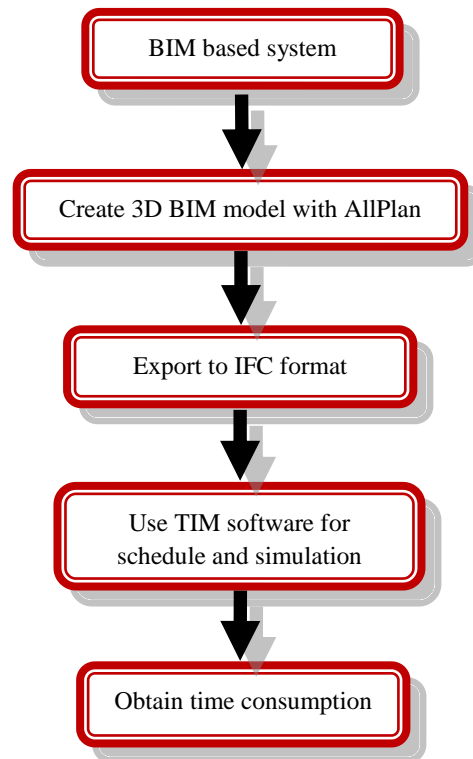 BIM based system
Create 3D BIM model with AllPlan
Export to IFC format
Use TIM software for
schedule and simulation
Obtain time consumption